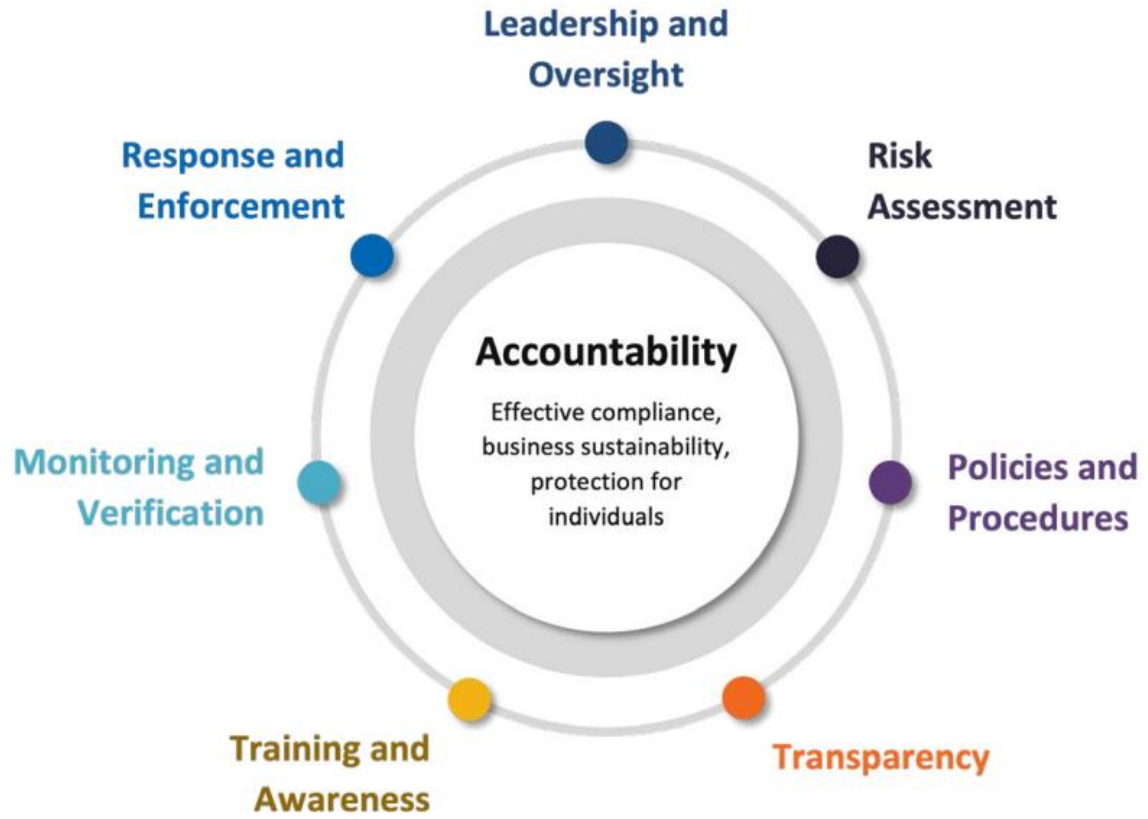 Leadership and
Oversight
Response and
Enforcement
Risk
Assessment
Accountability
Effective compliance,
business sustainability,
protection for
individuals
Monitoring and
Verification
Policies and
Procedures
Training and
Awareness
Transparency